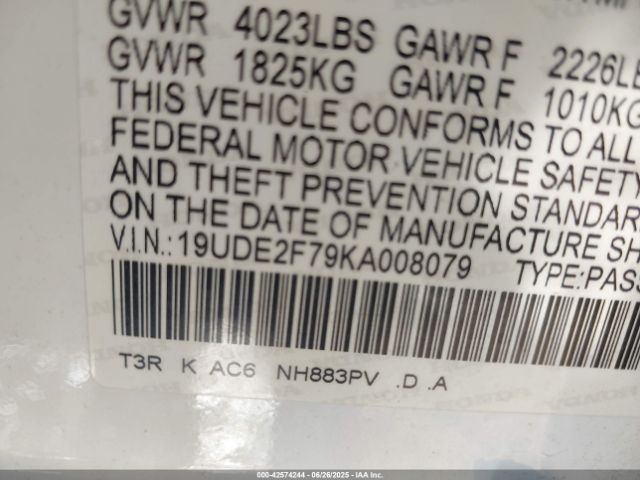 GVWR 4023LBS GAWR F 2226LB
GVWR 1825KG GAWR F 1010KG
THIS VEHICLE CONFORMS TO ALL
FEDERAL MOTOR VEHICLE SAFETY
AND THEFT PREVENTION STANDAR
ON THE DATE OF MANUFACTURE SH
V.I.N.: 19UDE2F79KA008079 TYPE:PASS
T3R K AC6 NH883PV .D .A
000-42574244 | 06/26/2025 - IAA Inc.